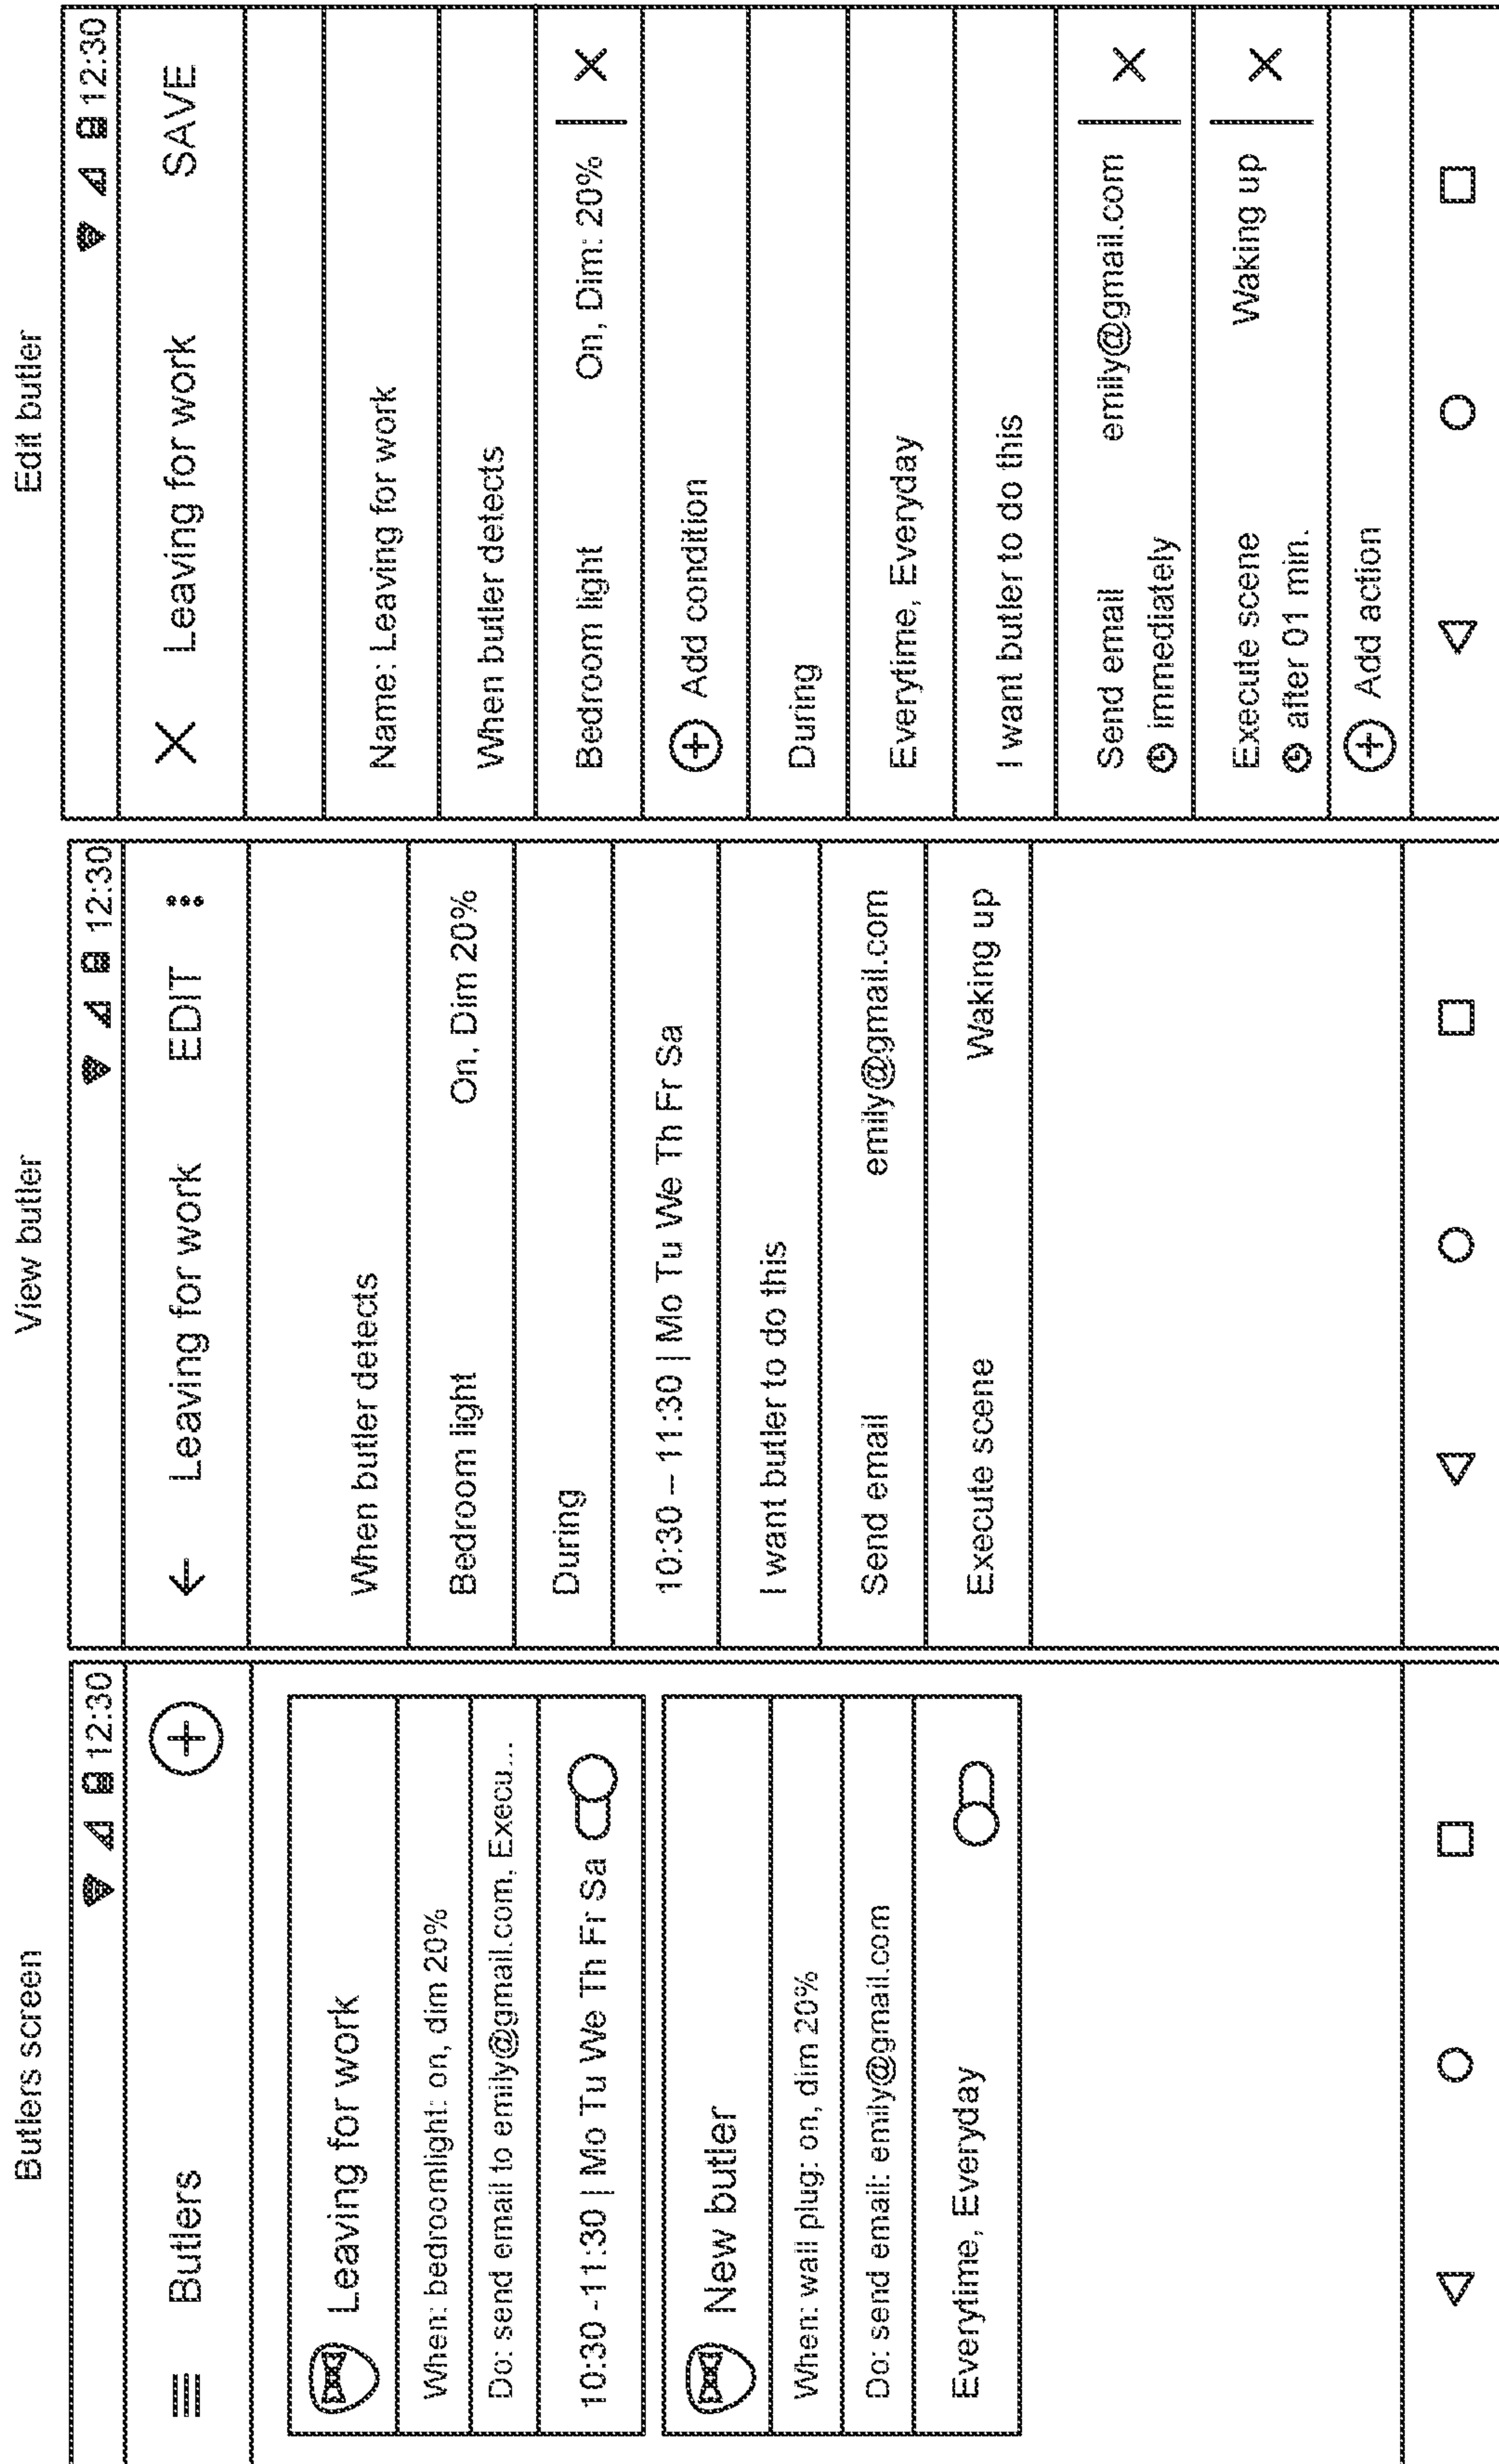 Butlers screen
12:30
Butlers
Leaving for work
When: bedroomlight: on, dim 20%
Do: send email to emily@gmail.com, Execu...
10:30 -11:30 | Mo Tu We Th Fr Sa
New butler
When: wall plug: on, dim 20%
Do: send email: emily@gmail.com
Everytime, Everyday
View butler
12:30
Leaving for work EDIT
When butler detects
Bedroom light On, Dim 20%
During
10:30 – 11:30 | Mo Tu We Th Fr Sa
I want butler to do this
Send email emily@gmail.com
Execute scene Waking up
Edit butler
12:30
Leaving for work SAVE
Name: Leaving for work
When butler detects
Bedroom light On, Dim: 20%
Add condition
During
Everytime, Everyday
I want butler to do this
Send email emily@gmail.com
immediately
Execute scene Waking up
after 01 min.
Add action